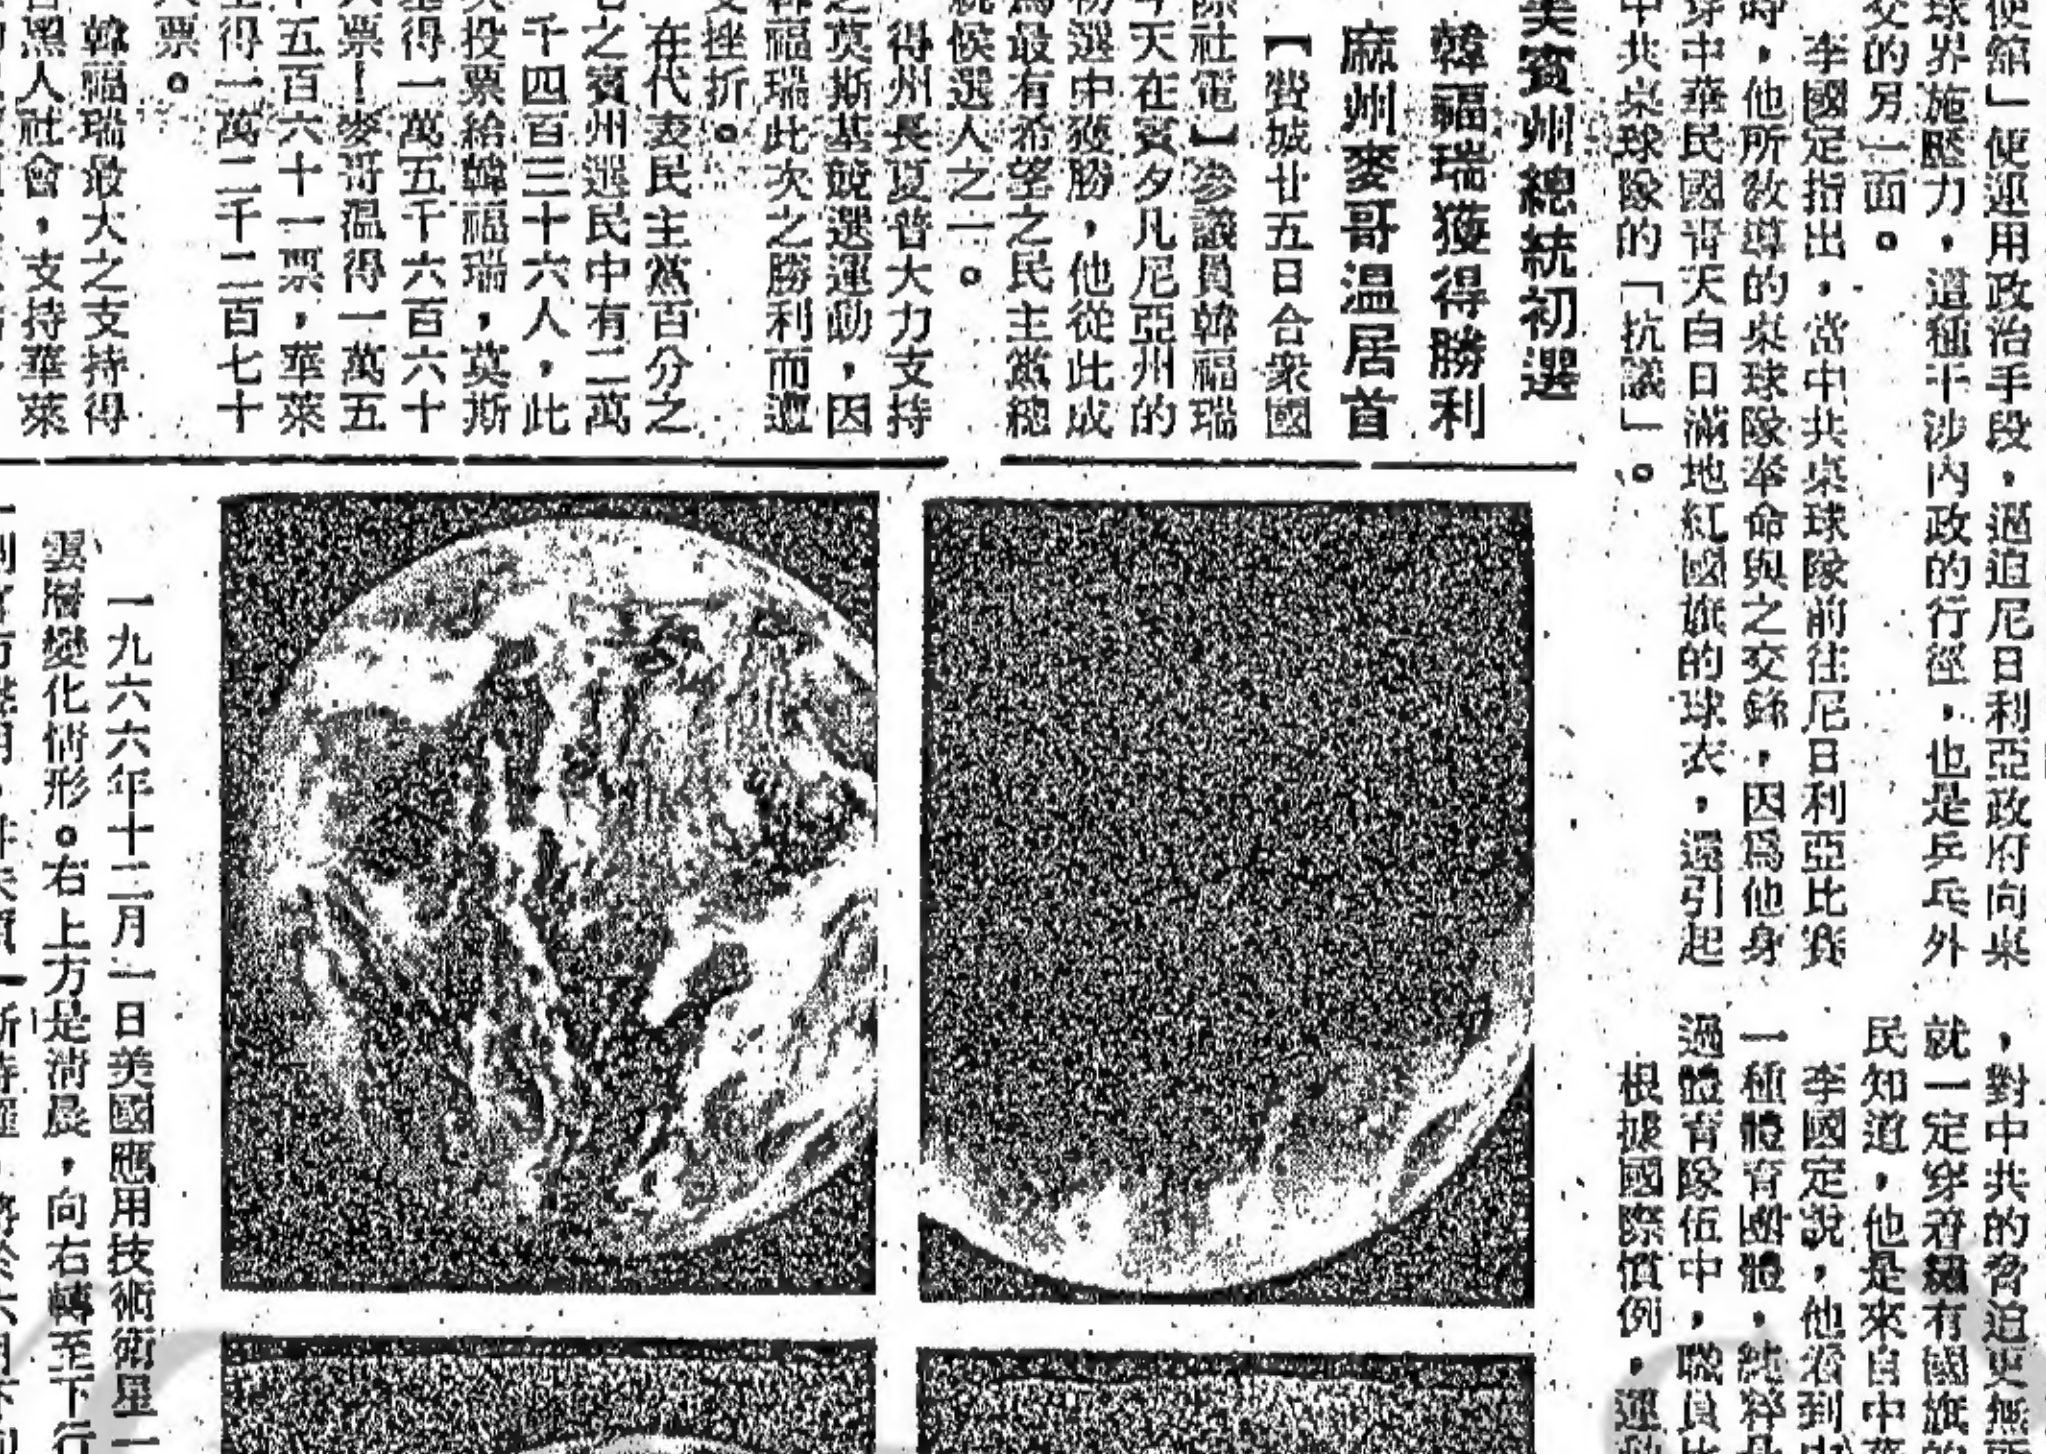 使館」便運用政治手段，過迫尼日利亞政府向桌
球界施壓力，這種干涉內政的行徑，也是乒乓外
交的另一面。
李國定指出，當中共桌球隊前往尼日利亞比賽
時，他所敎導的桌球隊奉命與之交鋒，因爲他身
穿中華民國青天白日滿地紅國旗的球衣，還引起
中共桌球隊的「抗議」。
，對中共的脅迫更無
就一定穿着繡有國旗
民知道，他是來自中
李國定說，他看到
一種體育團體，純粹是
過體育隊伍中，職員比
根據國際慣例，運動
美賓州總統初選
韓福瑞獲得勝利
麻州麥哥溫居首
【費城廿五日合衆國
際社電】參議員韓福瑞
今天在賓夕凡尼亞州的
初選中獲勝，他從此成
爲最有希望之民主黨總
統候選人之一。
得州長夏普大力支持
之莫斯基競選運動，因
韓福瑞此次之勝利而遭
受挫折。
在代表民主黨百分之
之賓州選民中有二萬
千四百三十六人，此
投票給韓福瑞，莫斯
基得一萬五千六百六十
票！麥哥溫得一萬五
千五百六十一票，華萊
士得一萬二千二百七十
票。
韓福瑞最大之支持得
自黑人社會，支持華萊
一九六六年十二月一日美國應用技術衛星一
雲層變化情形。右上方是淸晨，向右轉至下行